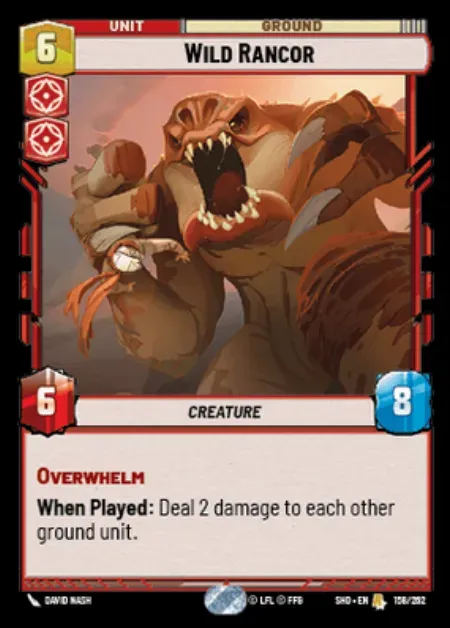 UNIT
GROUND
6
WILD RANCOR
6
CREATURE
8
OVERWHELM
When Played: Deal 2 damage to each other
ground unit.
DAVID NASH
© LFL © FFG
SHD • EN
156/262